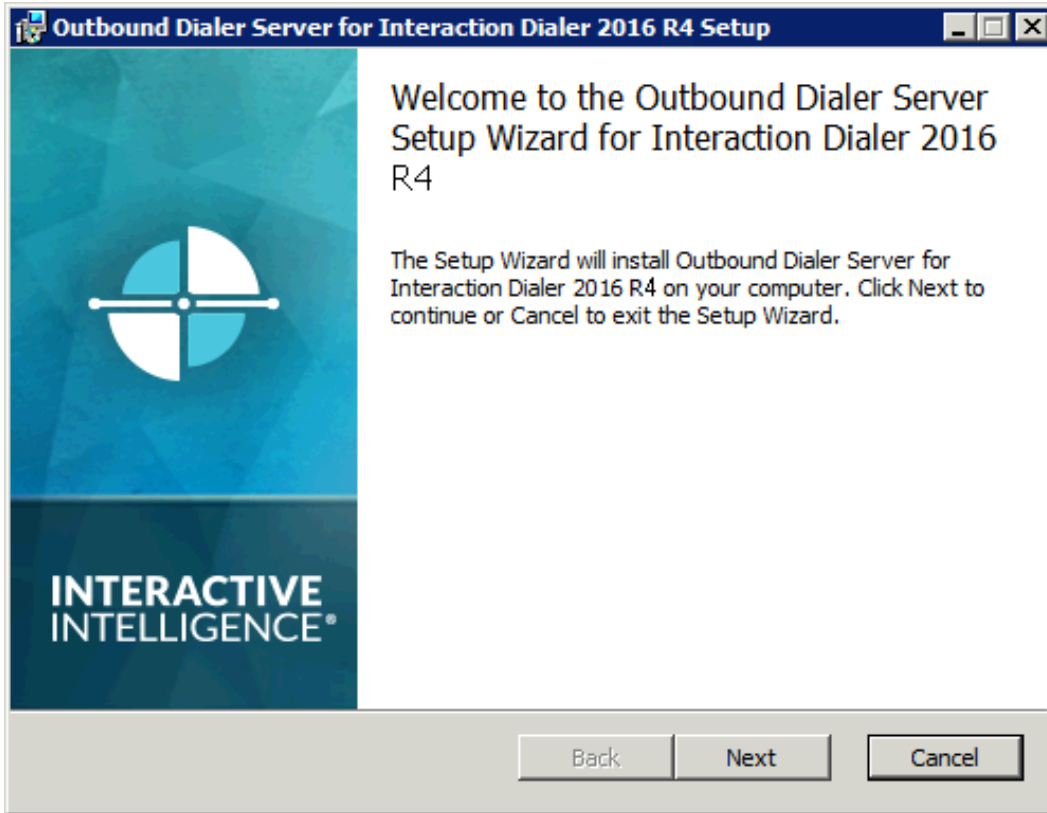 Outbound Dialer Server for Interaction Dialer 2016 R4 Setup
Welcome to the Outbound Dialer Server
Setup Wizard for Interaction Dialer 2016
R4
The Setup Wizard will install Outbound Dialer Server for
Interaction Dialer 2016 R4 on your computer. Click Next to
continue or Cancel to exit the Setup Wizard.
INTERACTIVE
INTELLIGENCE®
Back
Next
Cancel